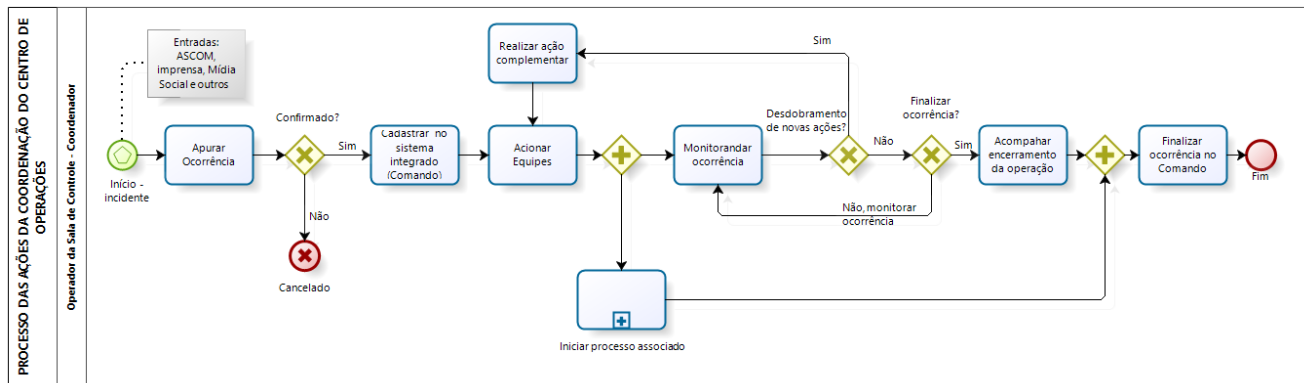 PROCESSO DAS AÇÕES DA COORDENAÇÃO DO CENTRO DE
OPERAÇÕES
Operador da Sala de Controle - Coordenador
Entradas:
ASCOM,
imprensa, Mídia
Social e outros
Início -
incidente
Apurar
Ocorrência
Confirmado?
Sim
Não
Cancelado
Cadastrar no
sistema
integrado
(Comando)
Realizar ação
complementar
Acionar
Equipes
Monitorandar
ocorrência
Sim
Desdobramento
de novas ações?
Não
Finalizar
ocorrência?
Sim
Não, monitorar
ocorrência
Acompahar
encerramento
da operação
Finalizar
ocorrência no
Comando
Fim
Iniciar processo associado